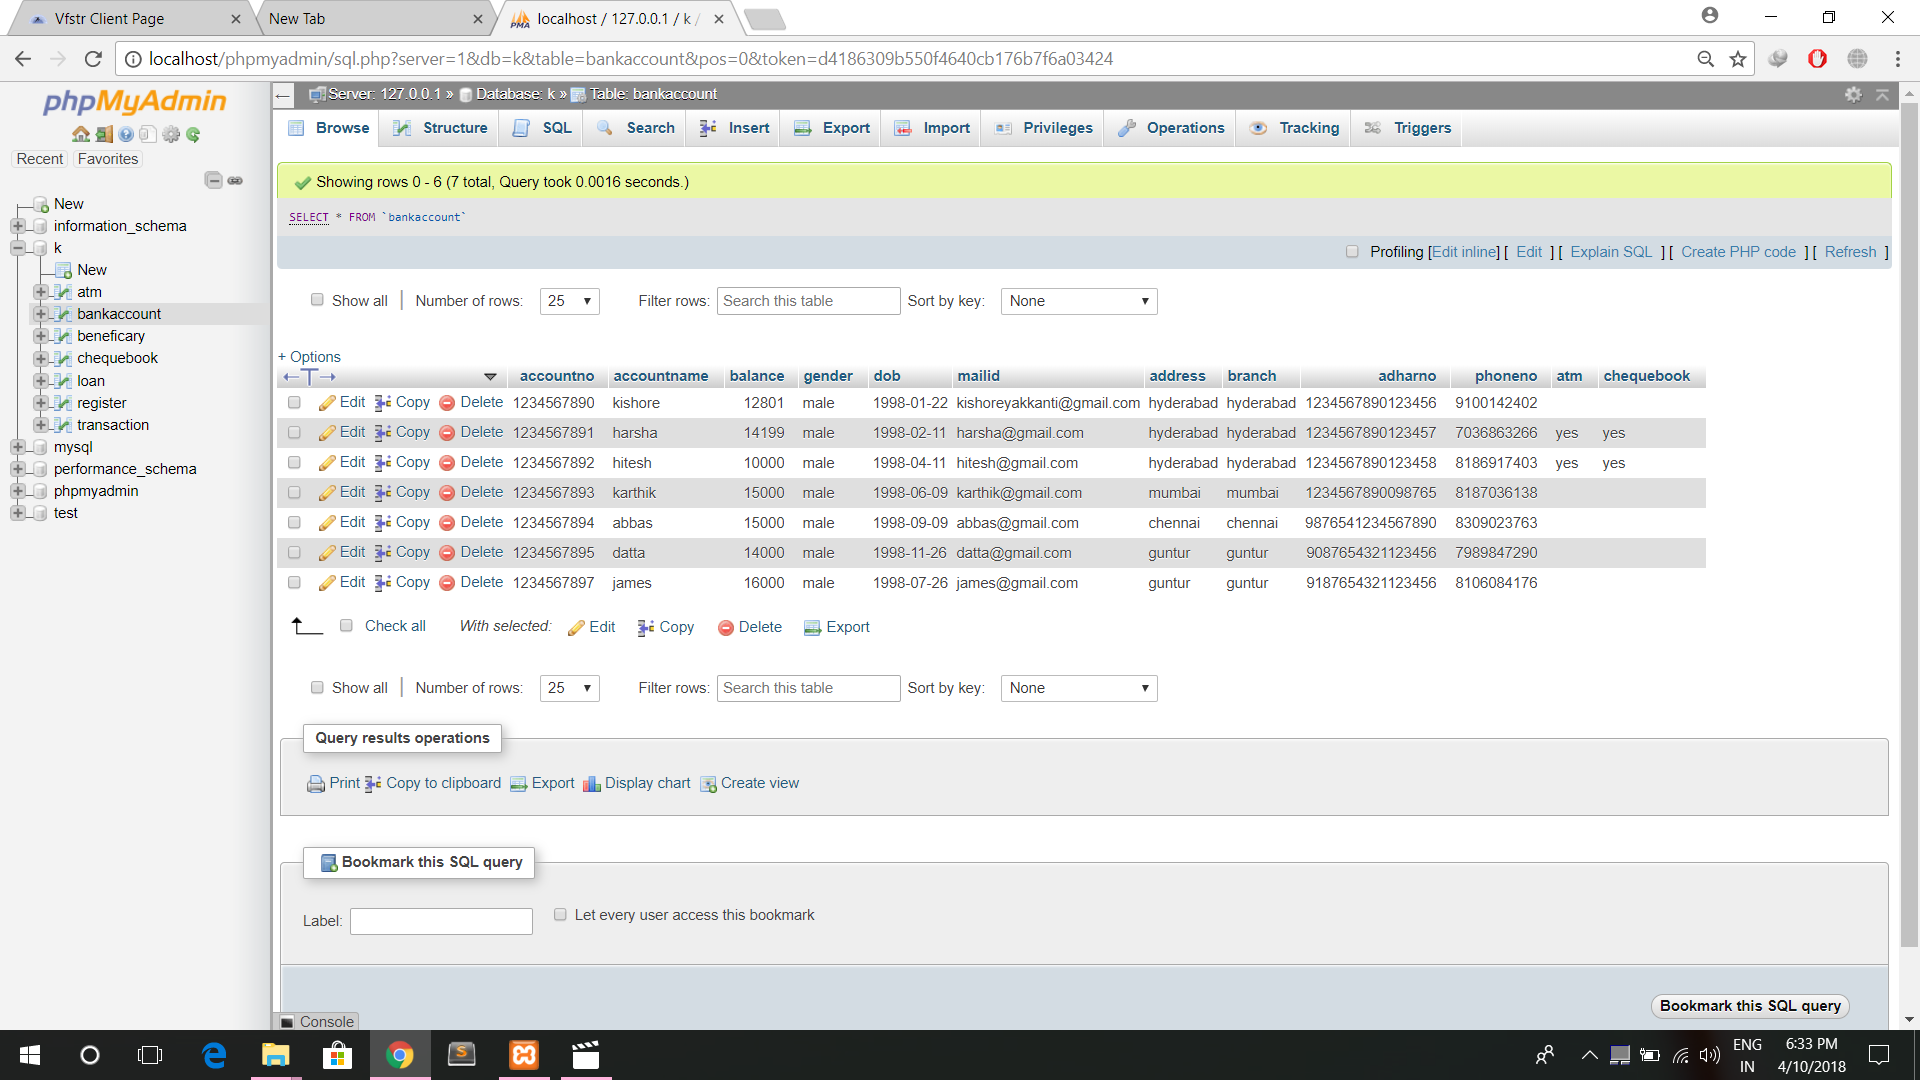 Vfstr Client Page
New Tab
localhost / 127.0.0.1 / k /
localhost/phpmyadmin/sql.php?server=1&db=k&table=bankaccount&pos=0&token=d4186309b550f4640cb176b7f6a03424
phpMyAdmin
Recent Favorites
New
information_schema
k
New
atm
bankaccount
beneficary
chequebook
loan
register
transaction
mysql
performance_schema
phpmyadmin
test
Server: 127.0.0.1 » Database: k » Table: bankaccount
Browse Structure SQL Search Insert Export Import Privileges Operations Tracking Triggers
Showing rows 0 - 6 (7 total, Query took 0.0016 seconds.)
SELECT * FROM `bankaccount`
Profiling [Edit inline] [ Edit ] [ Explain SQL ] [ Create PHP code ] [ Refresh ]
Show all Number of rows: 25 Filter rows: Search this table Sort by key: None
+ Options
accountno accountname balance gender dob mailid address branch adharno phoneno atm chequebook
Edit Copy Delete 1234567890 kishore 12801 male 1998-01-22 kishoreyakkanti@gmail.com hyderabad hyderabad 1234567890123456 9100142402
Edit Copy Delete 1234567891 harsha 14199 male 1998-02-11 harsha@gmail.com hyderabad hyderabad 1234567890123457 7036863266 yes yes
Edit Copy Delete 1234567892 hitesh 10000 male 1998-04-11 hitesh@gmail.com hyderabad hyderabad 1234567890123458 8186917403 yes yes
Edit Copy Delete 1234567893 karthik 15000 male 1998-06-09 karthik@gmail.com mumbai mumbai 1234567890098765 8187036138
Edit Copy Delete 1234567894 abbas 15000 male 1998-09-09 abbas@gmail.com chennai chennai 9876541234567890 8309023763
Edit Copy Delete 1234567895 datta 14000 male 1998-11-26 datta@gmail.com guntur guntur 9087654321123456 7989847290
Edit Copy Delete 1234567897 james 16000 male 1998-07-26 james@gmail.com guntur guntur 9187654321123456 8106084176
Check all With selected: Edit Copy Delete Export
Show all Number of rows: 25 Filter rows: Search this table Sort by key: None
Query results operations
Print Copy to clipboard Export Display chart Create view
Bookmark this SQL query
Label: Let every user access this bookmark
Bookmark this SQL query
Console
ENG
IN
6:33 PM
4/10/2018